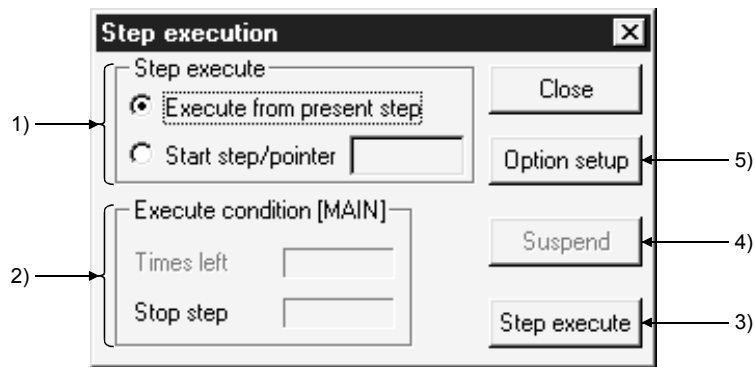 Step execution
Step execute
Execute from present step
Close
1)
Start step/pointer
Option setup
5)
Execute condition [MAIN]
Suspend
4)
Times left
2)
Stop step
Step execute
3)